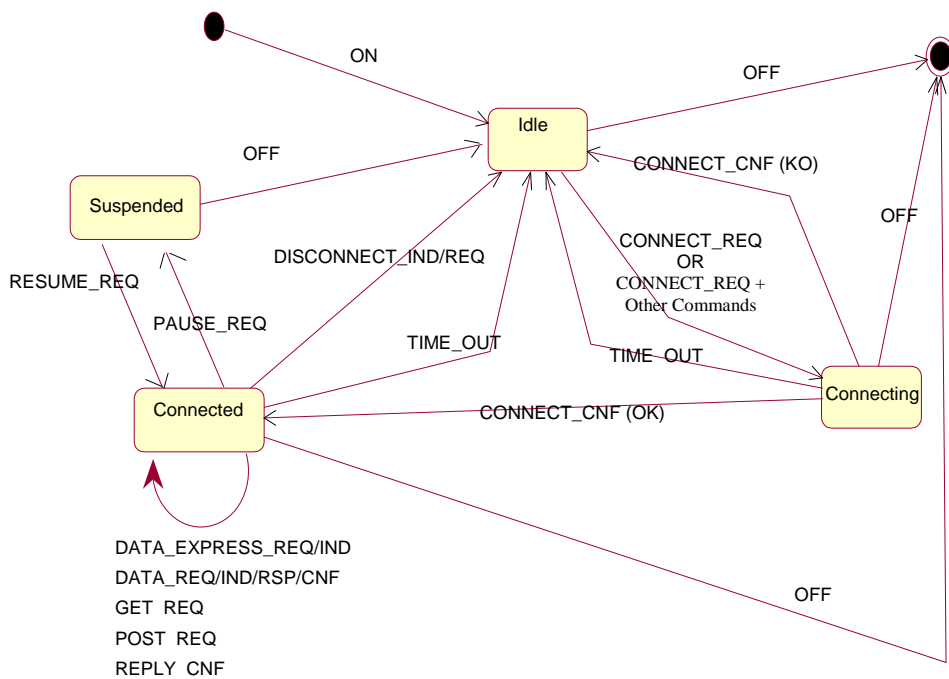 ON
OFF
Idle
OFF
CONNECT_CNF (KO)
Suspended
OFF
CONNECT_REQ
OR
CONNECT_REQ +
Other Commands
DISCONNECT_IND/REQ
RESUME_REQ
PAUSE_REQ
TIME_OUT
TIME_OUT
Connected
Connecting
CONNECT_CNF (OK)
DATA_EXPRESS_REQ/IND
DATA_REQ/IND/RSP/CNF
GET_REQ
POST_REQ
REPLY_CNF
OFF